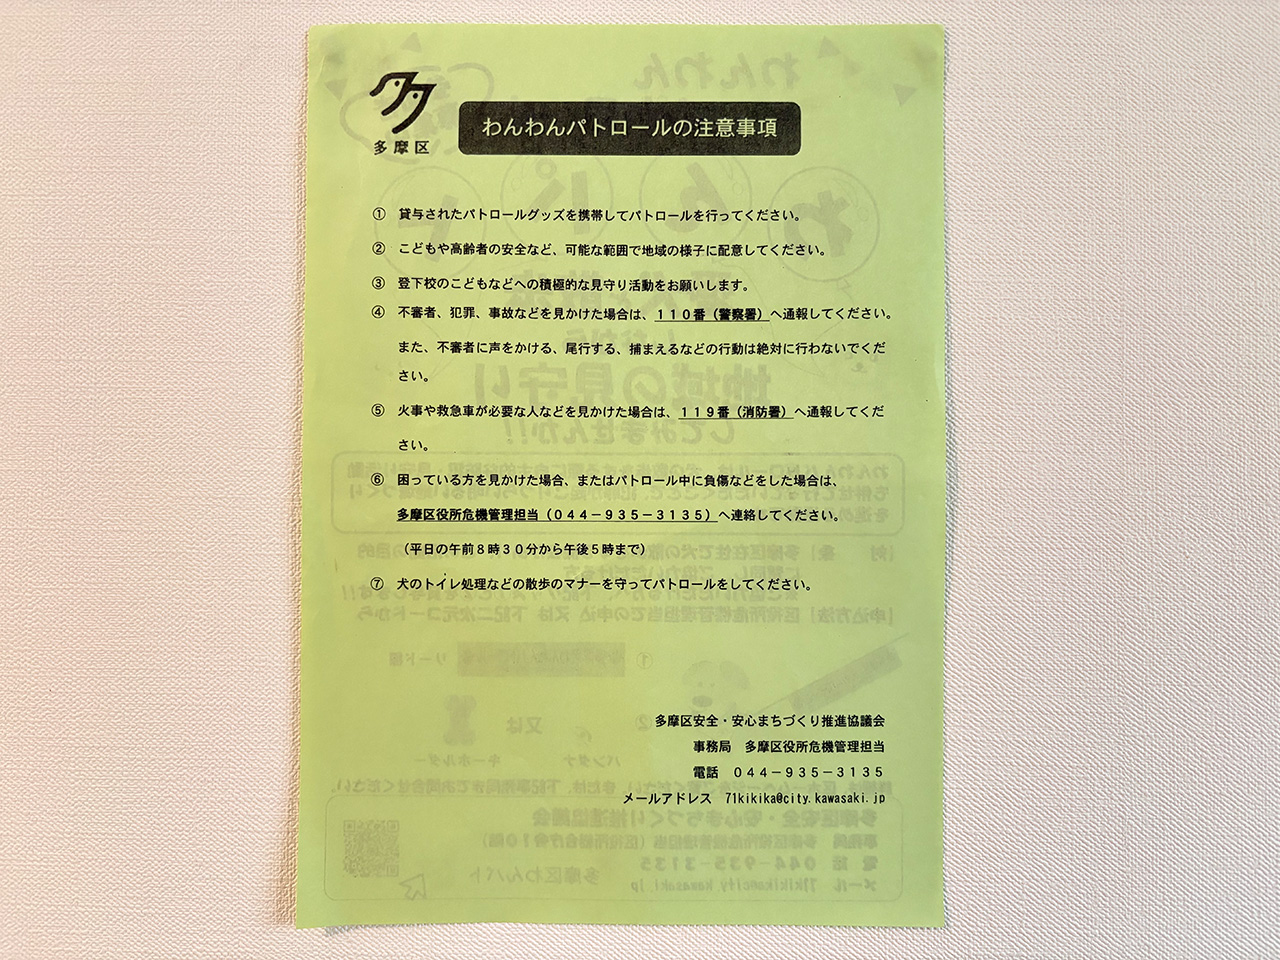 多摩区
わんわんパトロールの注意事項
① 貸与されたパトロールグッズを携帯してパトロールを行ってください。
② こどもや高齢者の安全など、可能な範囲で地域の様子に配意してください。
③ 登下校のこどもなどへの積極的な見守り活動をお願いします。
④ 不審者、犯罪、事故などを見かけた場合は、１１０番（警察署）へ通報してください。
また、不審者に声をかける、尾行する、捕まえるなどの行動は絶対に行わないでくだ
さい。
⑤ 火事や救急車が必要な人などを見かけた場合は、１１９番（消防署）へ通報してくだ
さい。
⑥ 困っている方を見かけた場合、またはパトロール中に負傷などをした場合は、
多摩区役所危機管理担当（０４４－９３５－３１３５）へ連絡してください。
（平日の午前８時３０分から午後５時まで）
⑦ 犬のトイレ処理などの散歩のマナーを守ってパトロールをしてください。
多摩区安全・安心まちづくり推進協議会
事務局　多摩区役所危機管理担当
電話　０４４－９３５－３１３５
メールアドレス　71kikika@city.kawasaki.jp